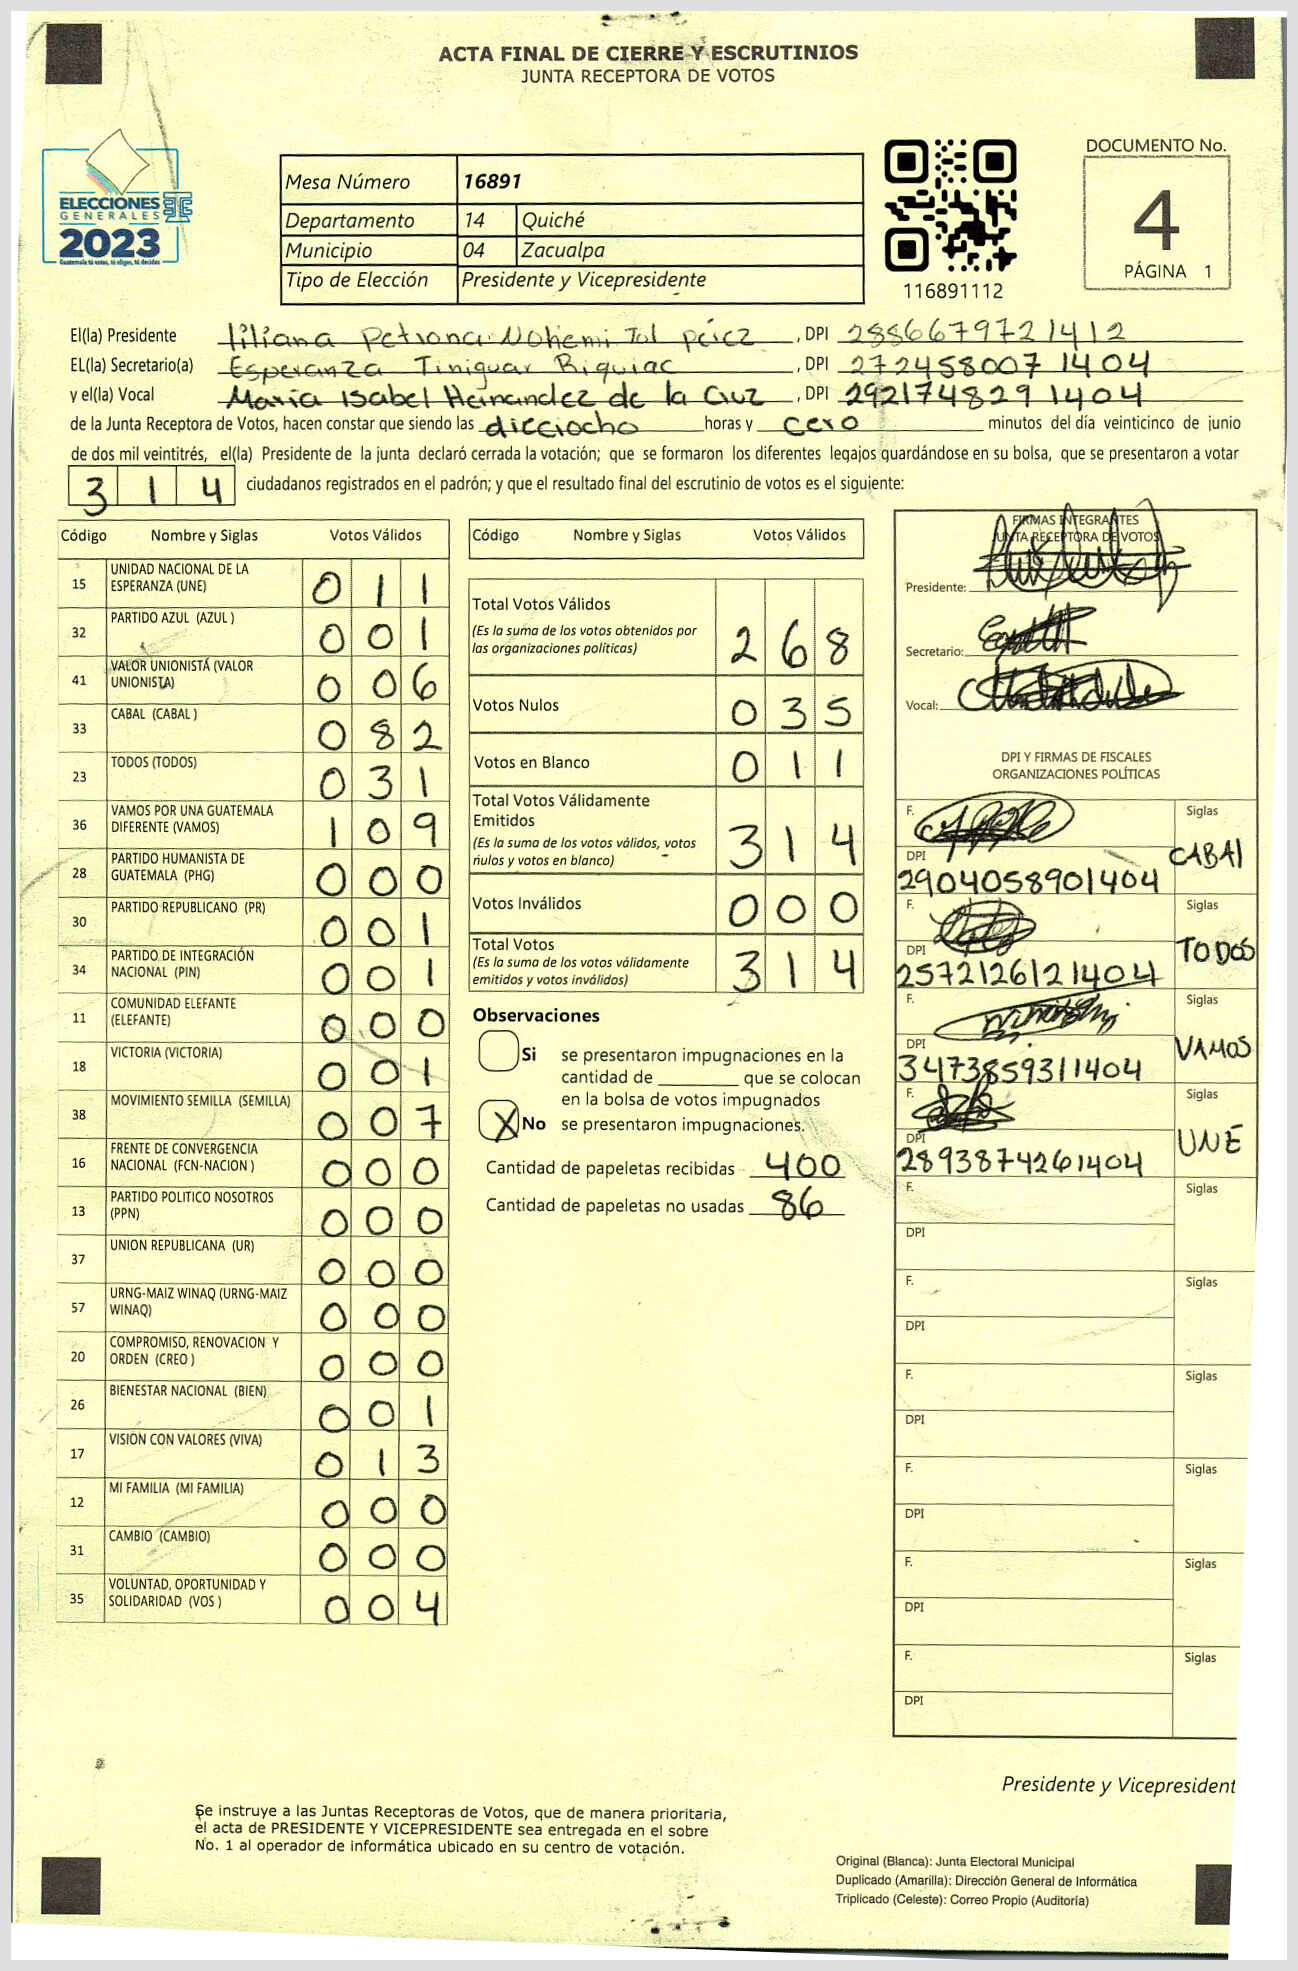 ACTA FINAL DE CIERRE Y ESCRUTINIOS
JUNTA RECEPTORA DE VOTOS
ELECCIONES
GENERALES
2023
Guatemala tú votas, tú eliges, tú decides
Mesa Número 16891
Departamento 14 Quiché
Municipio 04 Zacualpa
Tipo de Elección Presidente y Vicepresidente
116891112
DOCUMENTO No.
4
PÁGINA 1
El(la) Presidente liliana Petrona Nohemi Tol pérez , DPI 2886679721412
EL(la) Secretario(a) Esperanza Tiniguar Riquiac , DPI 272458007 1404
y el(la) Vocal Maria Isabel Hernandez de la Cruz , DPI 292174829 1404
de la Junta Receptora de Votos, hacen constar que siendo las dieciocho horas y cero minutos del día veinticinco de junio
de dos mil veintitrés, el(la) Presidente de la junta declaró cerrada la votación; que se formaron los diferentes legajos guardándose en su bolsa, que se presentaron a votar
3 1 4 ciudadanos registrados en el padrón; y que el resultado final del escrutinio de votos es el siguiente:
Código Nombre y Siglas Votos Válidos
15 UNIDAD NACIONAL DE LA ESPERANZA (UNE) 0 1 1
32 PARTIDO AZUL (AZUL ) 0 0 1
41 VALOR UNIONISTA (VALOR UNIONISTA) 0 0 6
33 CABAL (CABAL ) 0 8 2
23 TODOS (TODOS) 0 3 1
36 VAMOS POR UNA GUATEMALA DIFERENTE (VAMOS) 1 0 9
28 PARTIDO HUMANISTA DE GUATEMALA (PHG) 0 0 0
30 PARTIDO REPUBLICANO (PR) 0 0 1
34 PARTIDO DE INTEGRACIÓN NACIONAL (PIN) 0 0 1
11 COMUNIDAD ELEFANTE (ELEFANTE) 0 0 0
18 VICTORIA (VICTORIA) 0 0 1
38 MOVIMIENTO SEMILLA (SEMILLA) 0 0 7
16 FRENTE DE CONVERGENCIA NACIONAL (FCN-NACION ) 0 0 0
13 PARTIDO POLITICO NOSOTROS (PPN) 0 0 0
37 UNION REPUBLICANA (UR) 0 0 0
57 URNG-MAIZ WINAQ (URNG-MAIZ WINAQ) 0 0 0
20 COMPROMISO, RENOVACION Y ORDEN (CREO ) 0 0 0
26 BIENESTAR NACIONAL (BIEN) 0 0 1
17 VISION CON VALORES (VIVA) 0 1 3
12 MI FAMILIA (MI FAMILIA) 0 0 0
31 CAMBIO (CAMBIO) 0 0 0
35 VOLUNTAD, OPORTUNIDAD Y SOLIDARIDAD (VOS ) 0 0 4
Código Nombre y Siglas Votos Válidos
Total Votos Válidos 2 6 8
(Es la suma de los votos obtenidos por
las organizaciones políticas)
Votos Nulos 0 3 5
Votos en Blanco 0 1 1
Total Votos Válidamente
Emitidos 3 1 4
(Es la suma de los votos válidos, votos
nulos y votos en blanco)
Votos Inválidos 0 0 0
Total Votos 3 1 4
(Es la suma de los votos válidamente
emitidos y votos inválidos)
Observaciones
Si se presentaron impugnaciones en la
cantidad de ________ que se colocan
en la bolsa de votos impugnados
X No se presentaron impugnaciones.
Cantidad de papeletas recibidas 400
Cantidad de papeletas no usadas 86
FIRMAS INTEGRANTES
JUNTA RECEPTORA DE VOTOS
Presidente:
Secretario:
Vocal:
DPI Y FIRMAS DE FISCALES
ORGANIZACIONES POLÍTICAS
F. Siglas CABAl
DPI 2904058901404
F. Siglas TODOS
DPI 2572126121404
F. Siglas VAMOS
DPI 3473859311404
F. Siglas UNE
DPI 2893874261404
F. Siglas
DPI
F. Siglas
DPI
F. Siglas
DPI
F. Siglas
DPI
F. Siglas
DPI
F. Siglas
DPI
Presidente y Vicepresident
Se instruye a las Juntas Receptoras de Votos, que de manera prioritaria,
el acta de PRESIDENTE Y VICEPRESIDENTE sea entregada en el sobre
No. 1 al operador de informática ubicado en su centro de votación.
Original (Blanca): Junta Electoral Municipal
Duplicado (Amarilla): Dirección General de Informática
Triplicado (Celeste): Correo Propio (Auditoría)